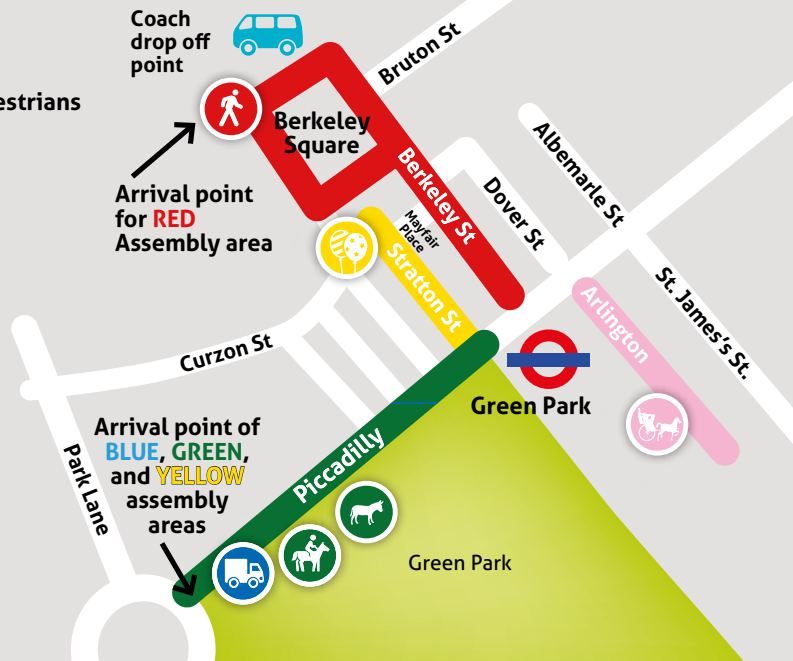 Coach
drop off
point
estrians
Bruton St
Berkeley
Square
Berkeley St
Albemarle St
Dover St
Mayfair
Place
Stratton St
Arrival point
for RED
Assembly area
St. James's St.
Arlington
Curzon St
Green Park
Arrival point of
BLUE, GREEN,
and YELLOW
assembly
areas
Park Lane
Piccadilly
Green Park